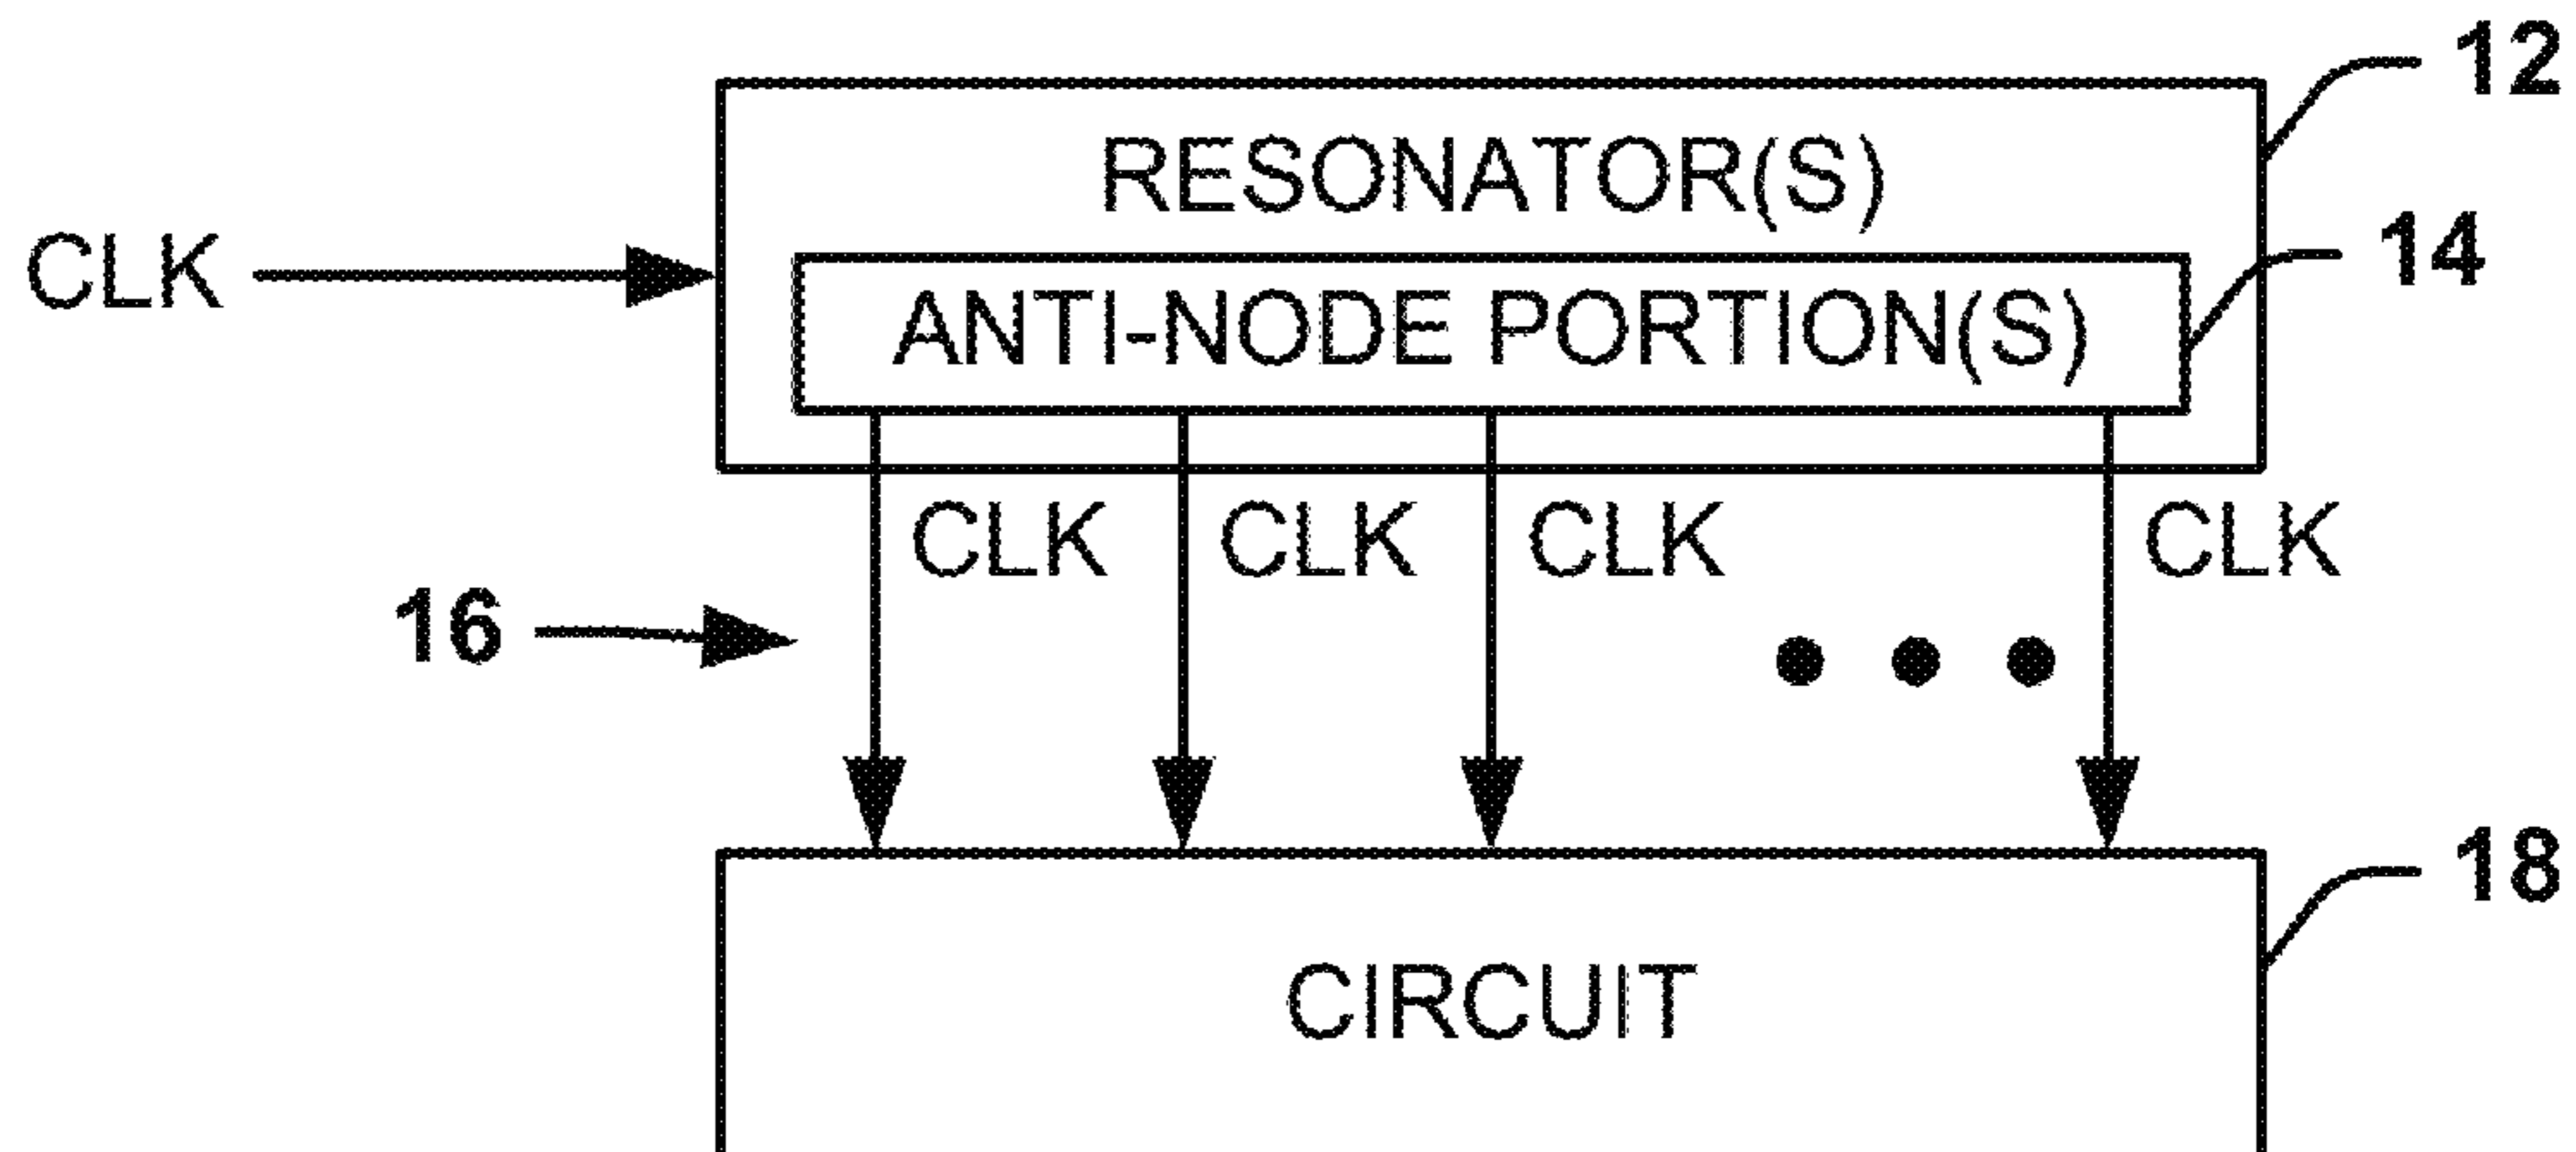 12
RESONATOR(S)
CLK
14
ANTI-NODE PORTION(S)
CLK CLK CLK CLK
16
18
CIRCUIT